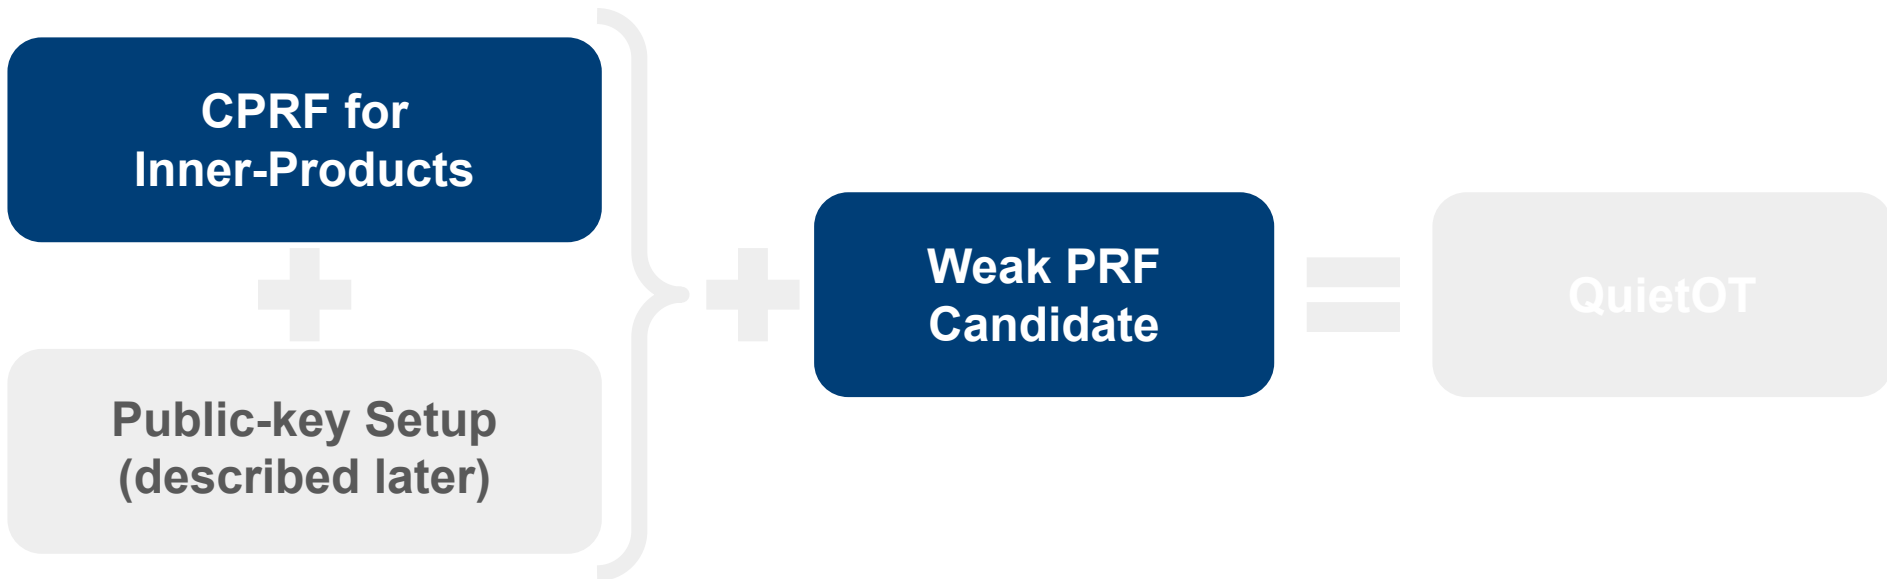 CPRF for
Inner-Products
Public-key Setup
(described later)
Weak PRF
Candidate
QuietOT